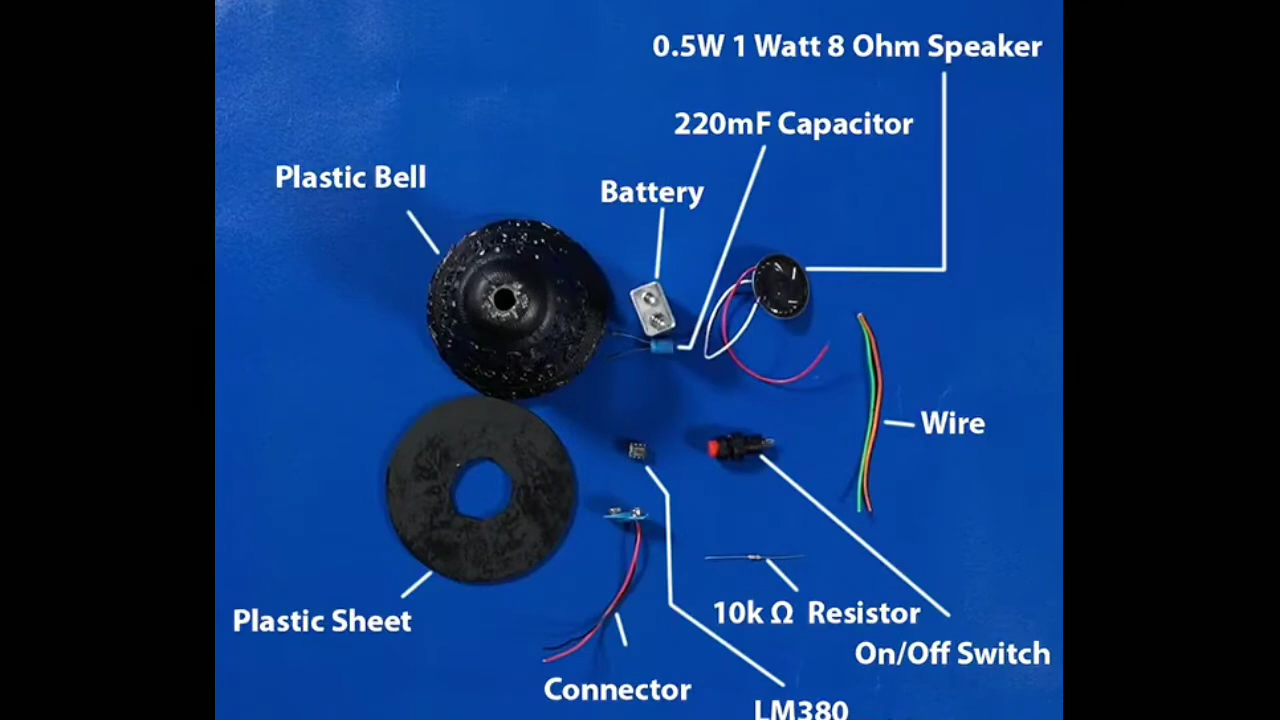 0.5W 1 Watt 8 Ohm Speaker
220mF Capacitor
Plastic Bell
Battery
Wire
10k Ω Resistor
Plastic Sheet
On/Off Switch
Connector
LM380